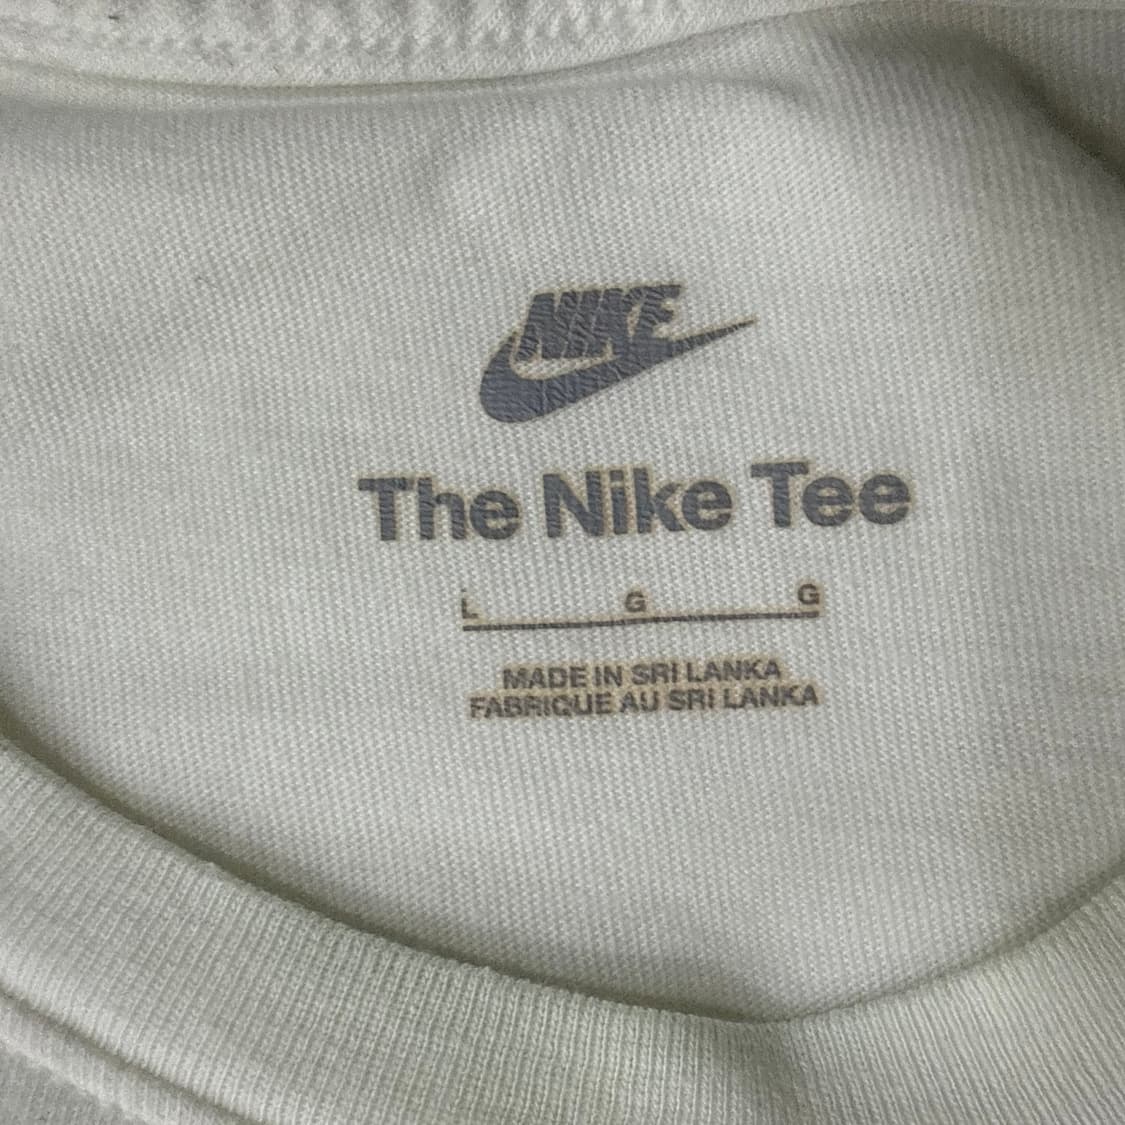 NIKE
The Nike Tee
L G G
MADE IN SRI LANKA
FABRIQUE AU SRI LANKA